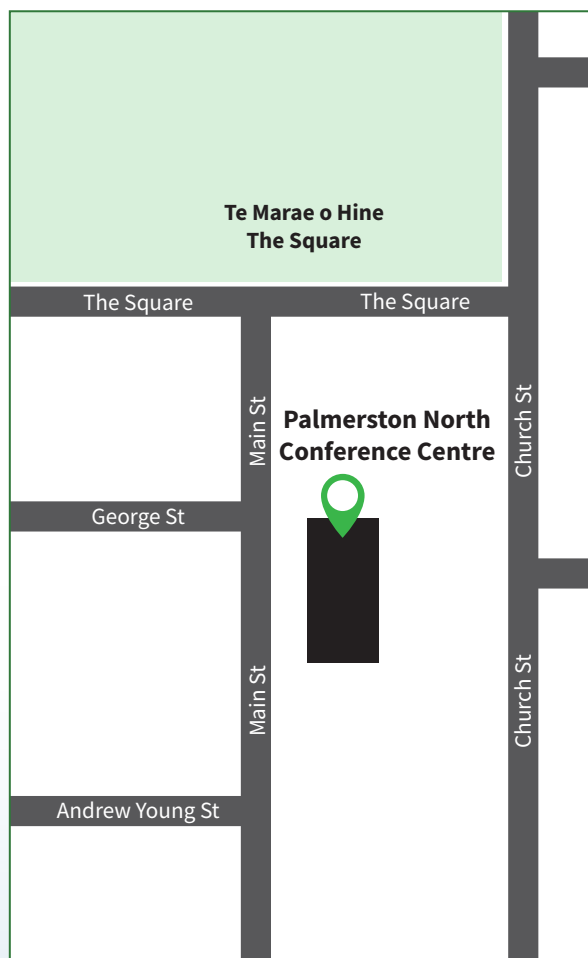 Te Marae o Hine
The Square
The Square
The Square
Main St
Church St
Palmerston North
Conference Centre
George St
Main St
Church St
Andrew Young St